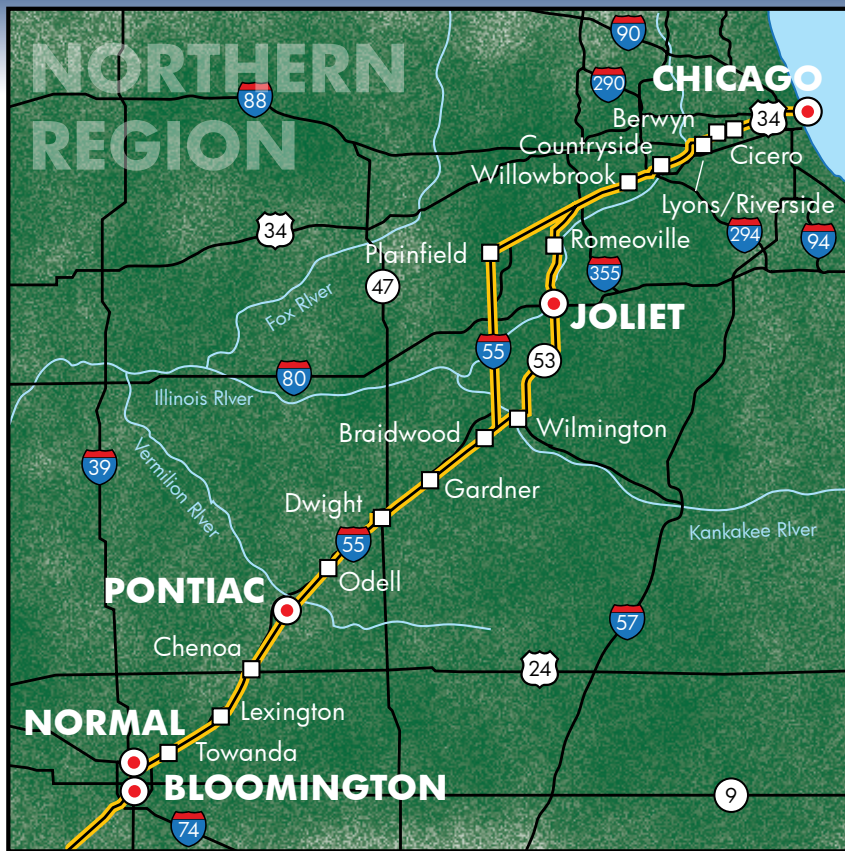 NORTHERN
REGION
90
290
88
CHICAGO
34
Berwyn
Countryside
Cicero
Willowbrook
Lyons/Riverside
34
294
94
Romeoville
Plainfield
355
47
Fox RIver
JOLIET
55
53
80
Illinois RIver
Wilmington
Braidwood
39
Vermilion River
Gardner
Dwight
Kankakee RIver
55
Odell
PONTIAC
57
Chenoa
24
Lexington
NORMAL
Towanda
BLOOMINGTON
9
74